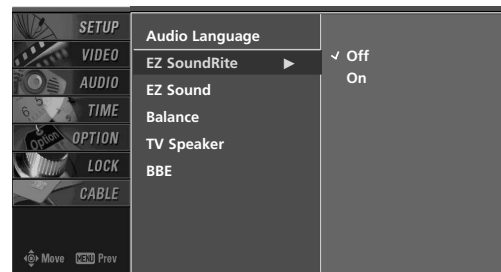 SETUP
VIDEO
AUDIO
TIME
OPTION
LOCK
CABLE
Move MENU Prev
Audio Language
EZ SoundRite ►
EZ Sound
Balance
TV Speaker
BBE
✓ Off
On